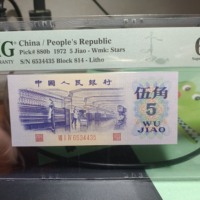 PMG
China / People's Republic
Pick# 880b 1972 5 Jiao - Wmk: Stars
S/N 6534435 Block 814 - Litho
中国人民银行
伍角
5
WU JIAO
6534435